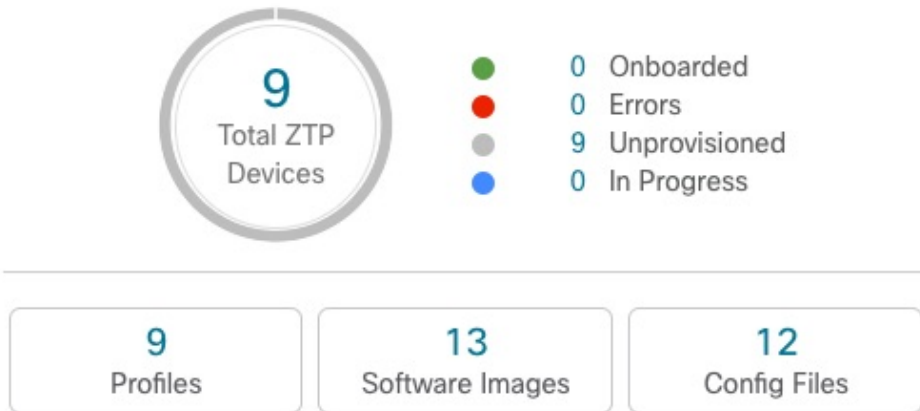 9
Total ZTP
Devices
0 Onboarded
0 Errors
9 Unprovisioned
0 In Progress
9
Profiles
13
Software Images
12
Config Files